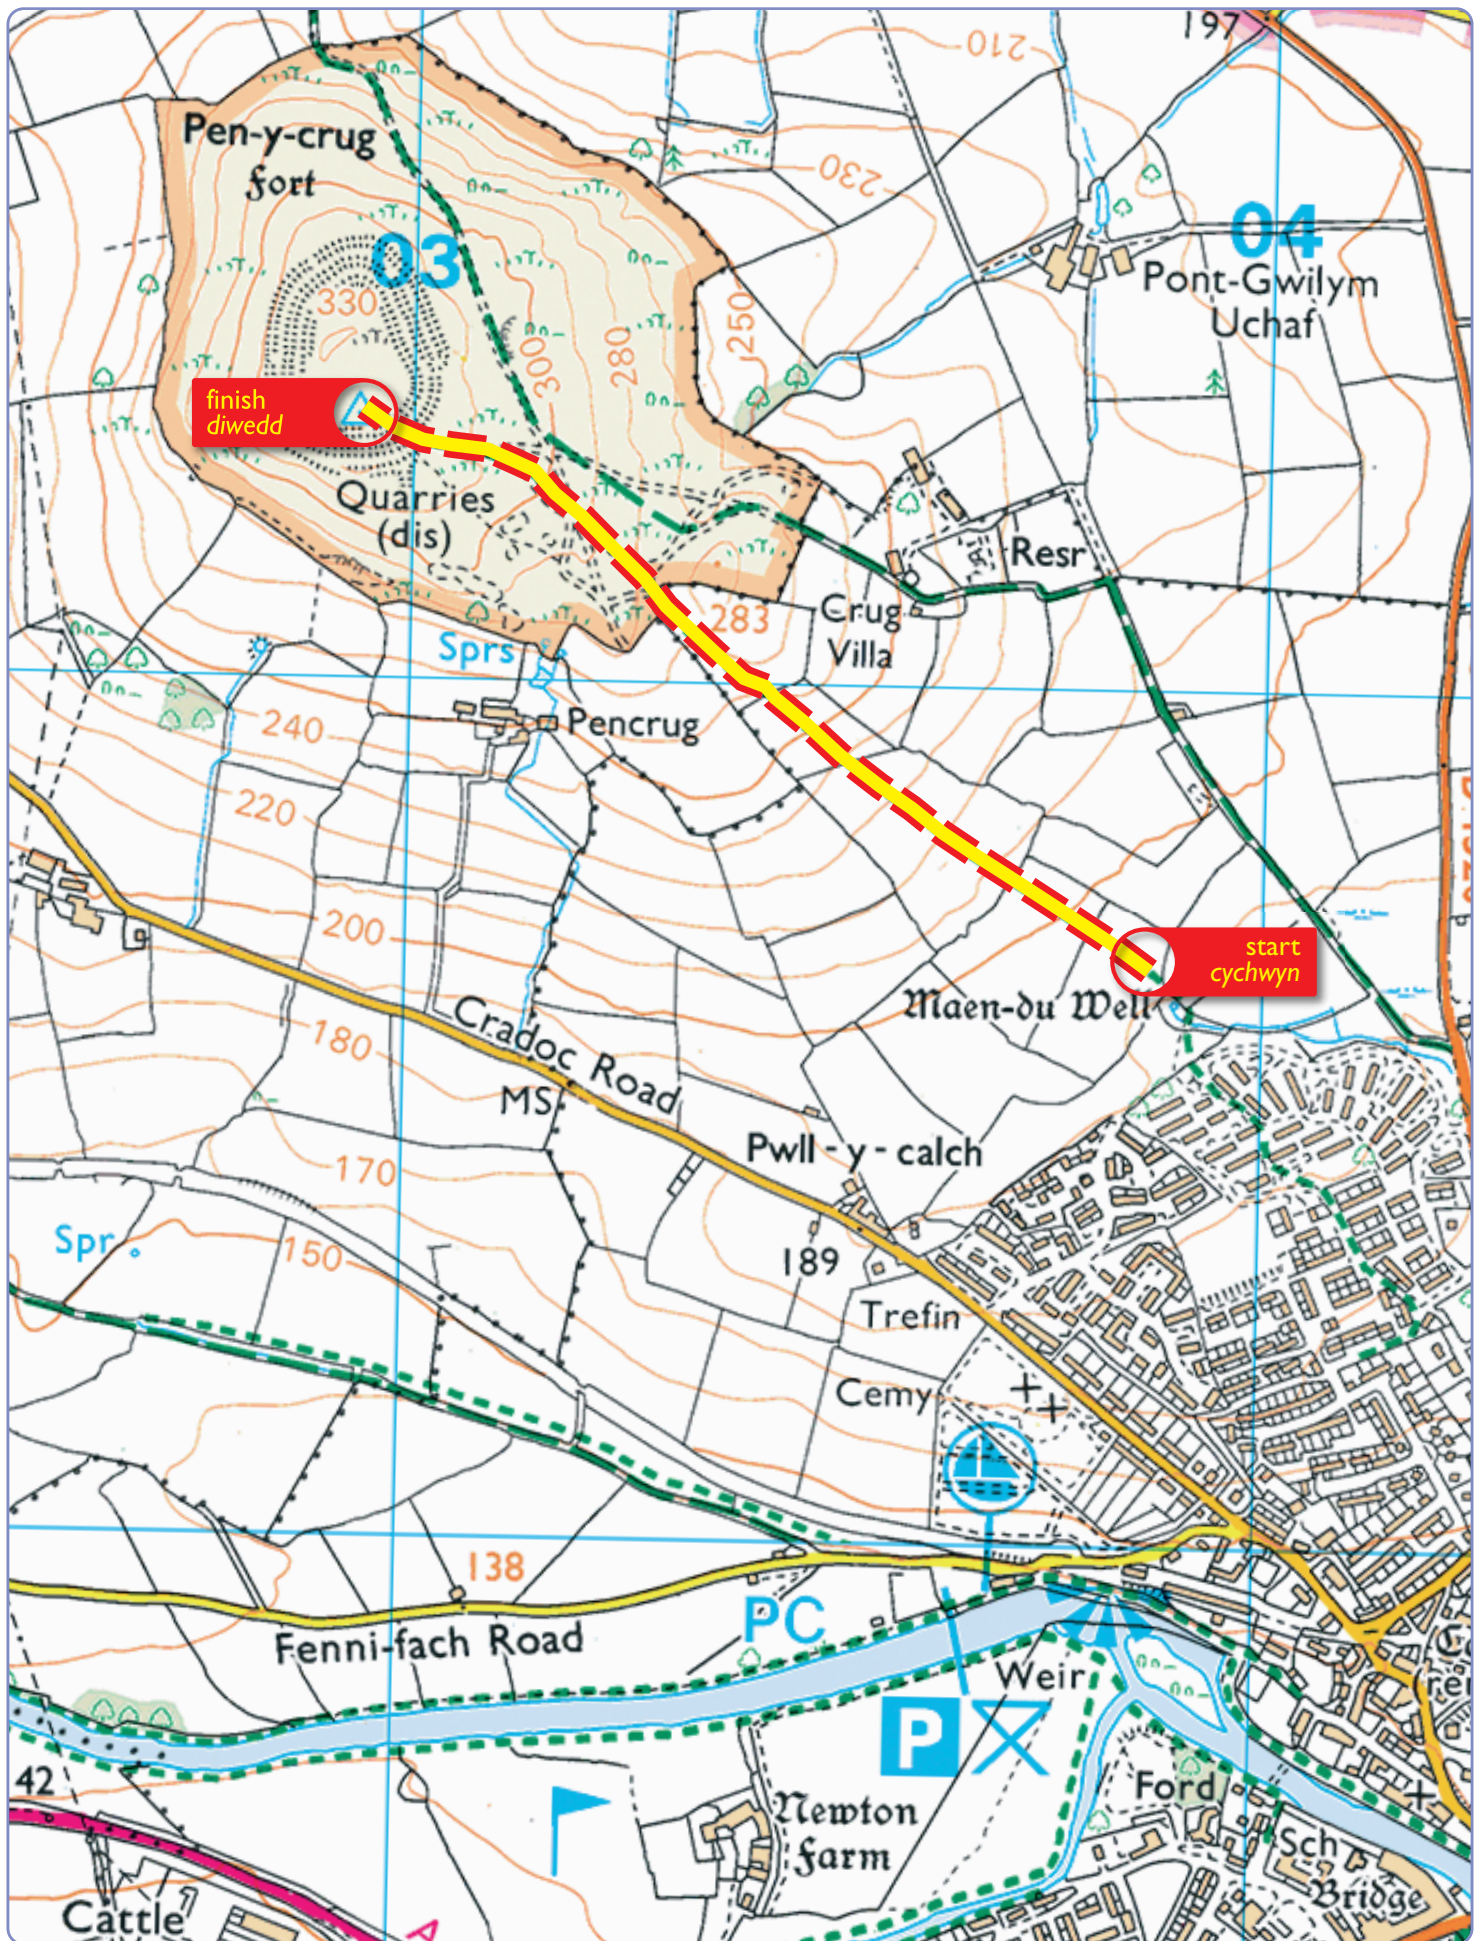 197
210
Pen-y-crug
Fort
230
03
04
Pont-Gwilym
Uchaf
330
250
300
280
finish
diwedd
Quarries
(dis)
Resr
Crug
Villa
283
Sprs
Pencrug
240
220
200
start
cychwyn
Maen-du Well
180
Cradoc Road
MS
Pwll-y-calch
170
Spr
150
189
Trefin
Cemy
138
PC
Fenni-fach Road
Weir
P
42
Ford
Newton
Farm
Sch
Bridge
Cattle
A